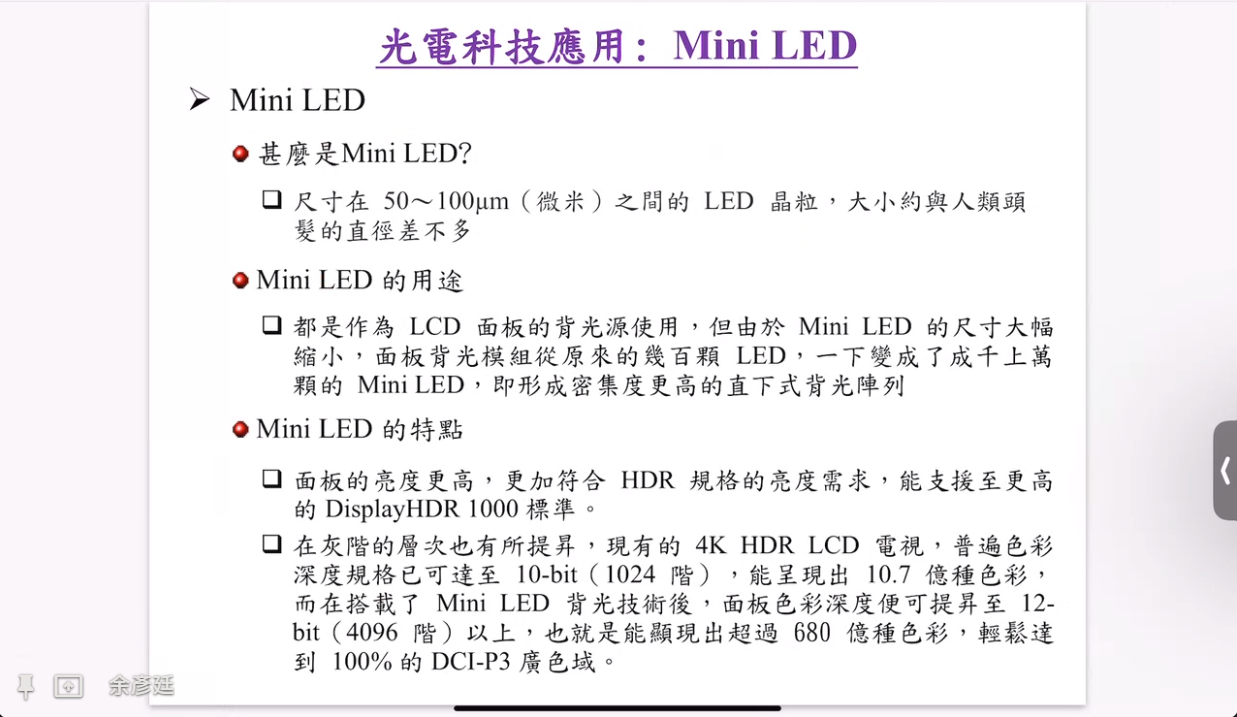 光電科技應用：Mini LED
Mini LED
甚麼是Mini LED?
尺寸在 50～100μm（微米）之間的 LED 晶粒，大小約與人類頭
髮的直徑差不多
Mini LED 的用途
都是作為 LCD 面板的背光源使用，但由於 Mini LED 的尺寸大幅
縮小，面板背光模組從原來的幾百顆 LED，一下變成了成千上萬
顆的 Mini LED，即形成密集度更高的直下式背光陣列
Mini LED 的特點
面板的亮度更高，更加符合 HDR 規格的亮度需求，能支援至更高
的 DisplayHDR 1000 標準。
在灰階的層次也有所提昇，現有的 4K HDR LCD 電視，普遍色彩
深度規格已可達至 10-bit（1024 階），能呈現出 10.7 億種色彩，
而在搭載了 Mini LED 背光技術後，面板色彩深度便可提昇至 12-
bit（4096 階）以上，也就是能顯現出超過 680 億種色彩，輕鬆達
到 100% 的 DCI-P3 廣色域。
余彥廷